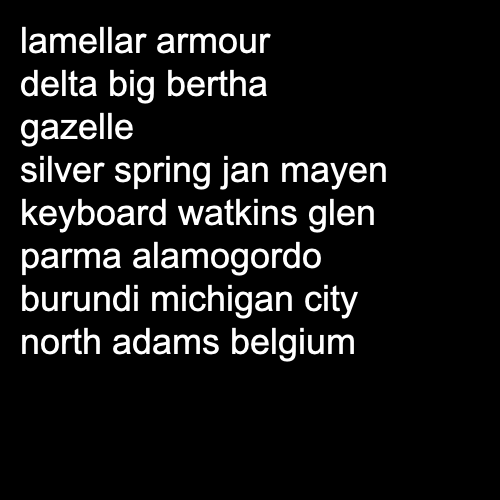 lamellar armour
delta big bertha
gazelle
silver spring jan mayen
keyboard watkins glen
parma alamogordo
burundi michigan city
north adams belgium